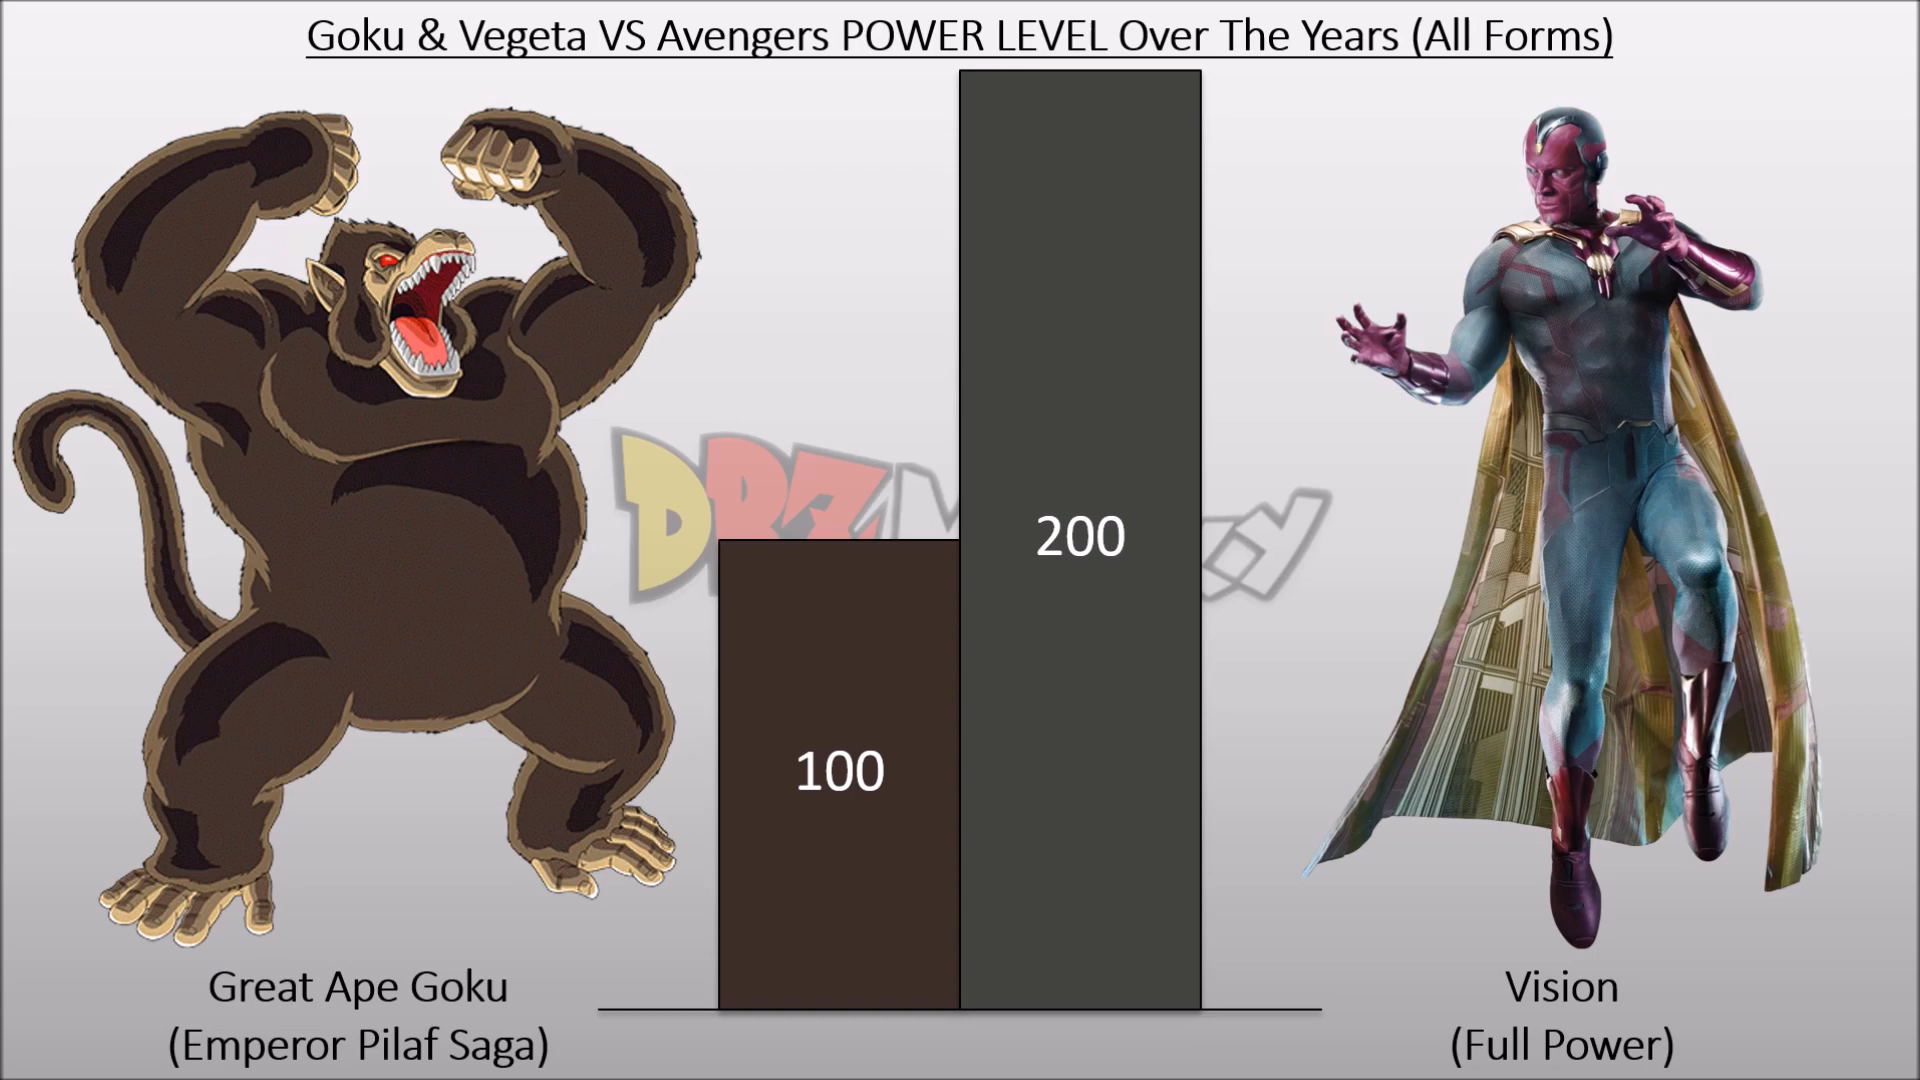 Goku & Vegeta VS Avengers POWER LEVEL Over The Years (All Forms)
DBZ
200
100
Great Ape Goku
(Emperor Pilaf Saga)
Vision
(Full Power)